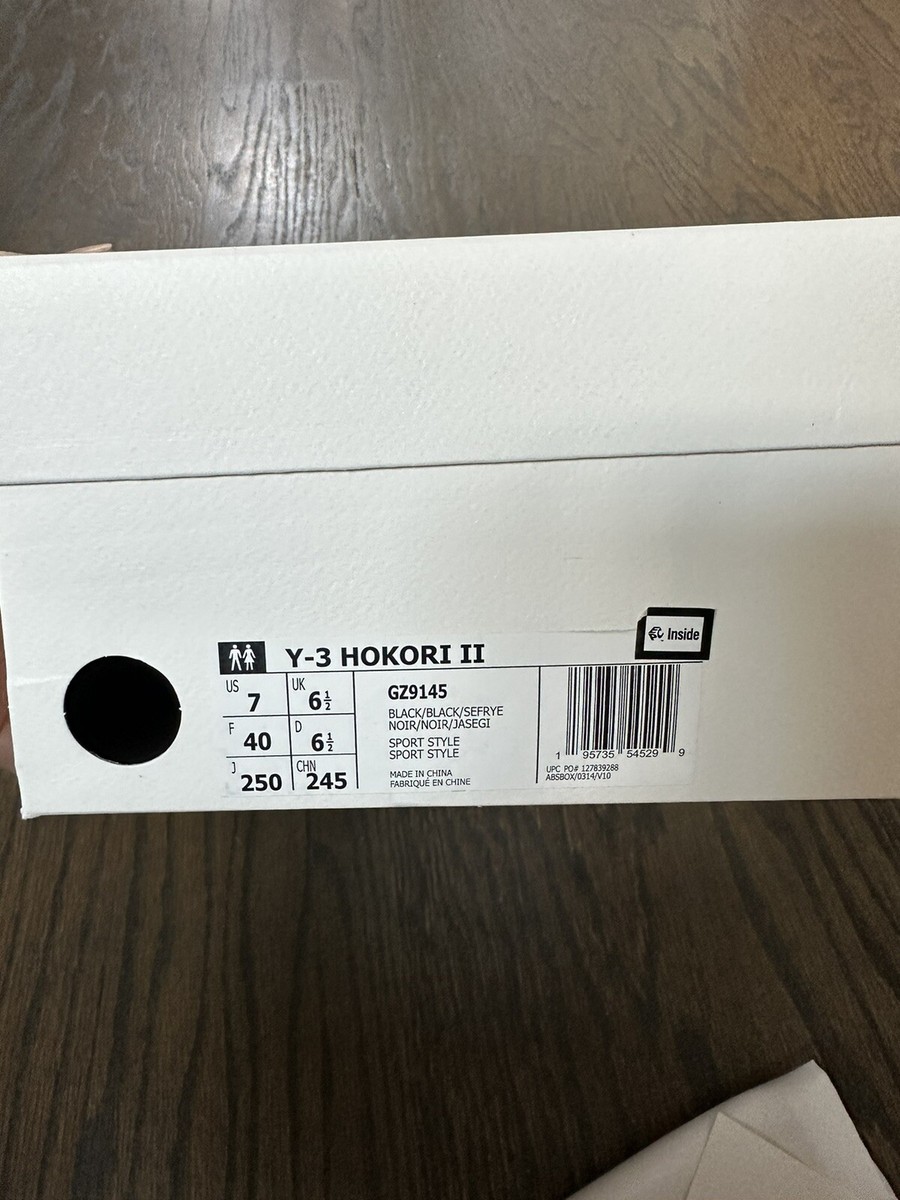 Inside
Y-3 HOKORI II
US 7 UK 6½
F 40 D 6½
J 250 CHN 245
GZ9145
BLACK/BLACK/SEFRYE
NOIR/NOIR/JASEGI
SPORT STYLE
SPORT STYLE
MADE IN CHINA
FABRIQUÉ EN CHINE
1 95735 54529 9
UPC PO# 127839288
ABSBOX/0314/V10